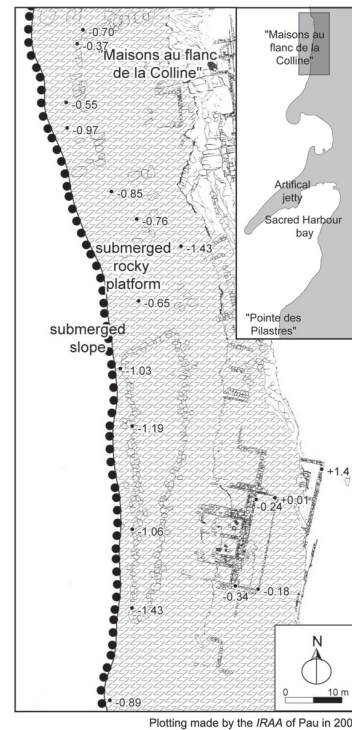 -0.70
-0.37
"Maisons au flanc
de la Colline"
-0.55
-0.97
-0.85
-0.76
-1.43
submerged
rocky
platform
-0.65
submerged
slope
-1.03
-1.19
+1.4
+0.01
-0.24
-1.06
-0.34
-0.18
-1.43
-0.89
"Maisons au
flanc de la
Colline"
Artifical
jetty
Sacred Harbour
bay
"Pointe des
Pilastres"
N
0 10 m
Plotting made by the IRAA of Pau in 200